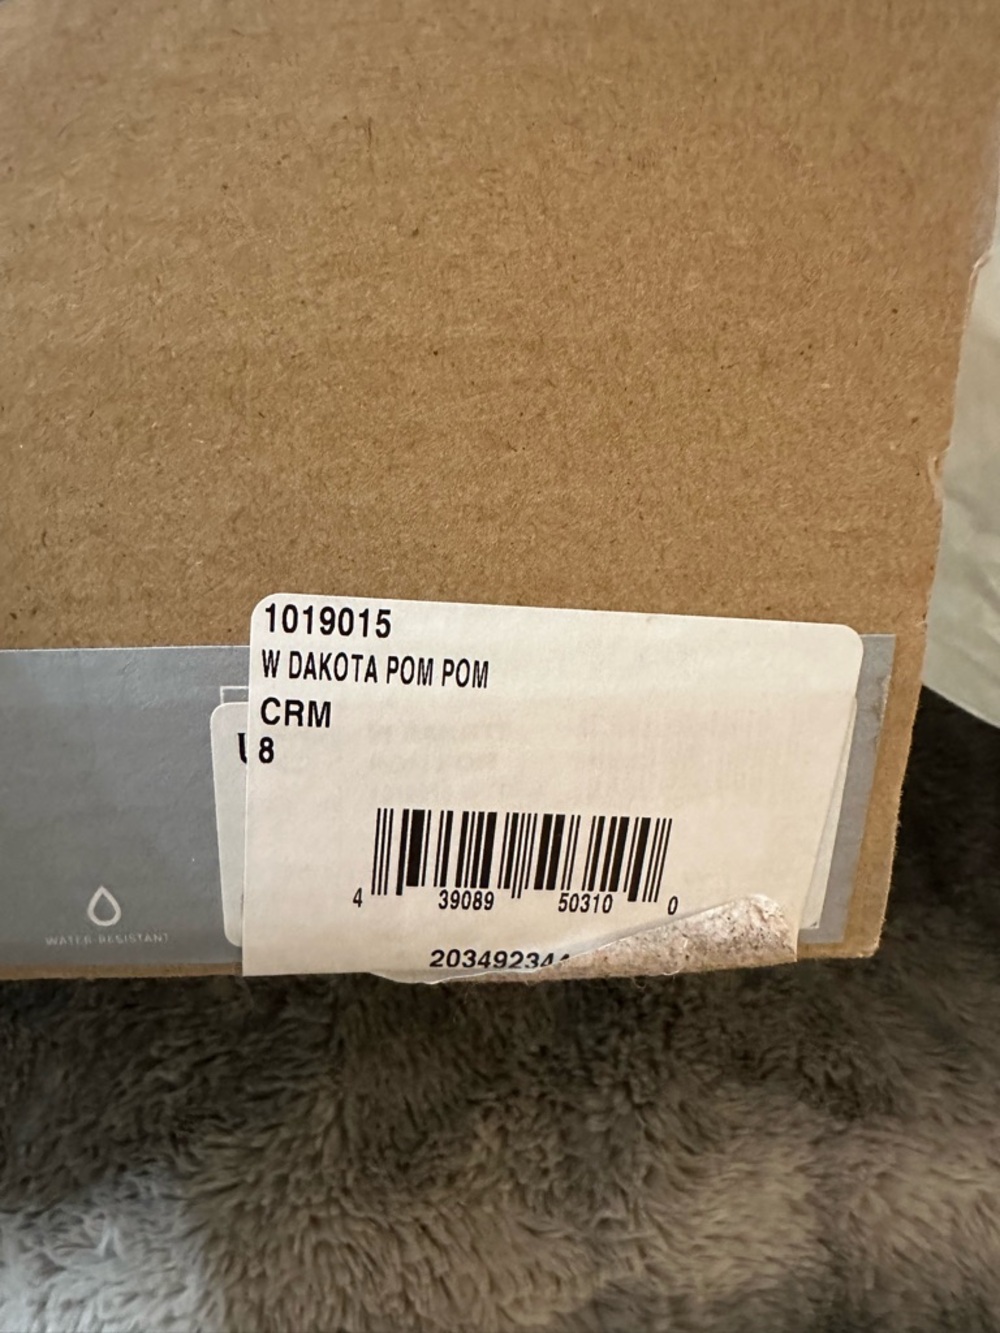 1019015
W DAKOTA POM POM
CRM
8
4 39089 50310 0
WATER-RESISTANT